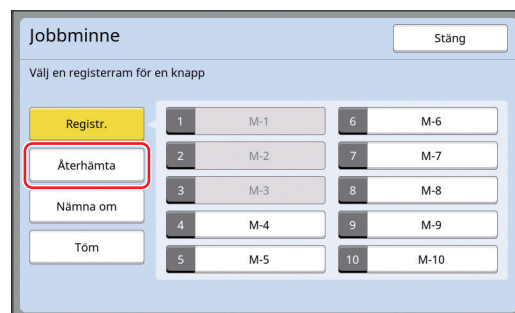 Jobbminne
Stäng
Välj en registerram för en knapp
Registr.
Återhämta
Nämna om
Töm
1 M-1
2 M-2
3 M-3
4 M-4
5 M-5
6 M-6
7 M-7
8 M-8
9 M-9
10 M-10